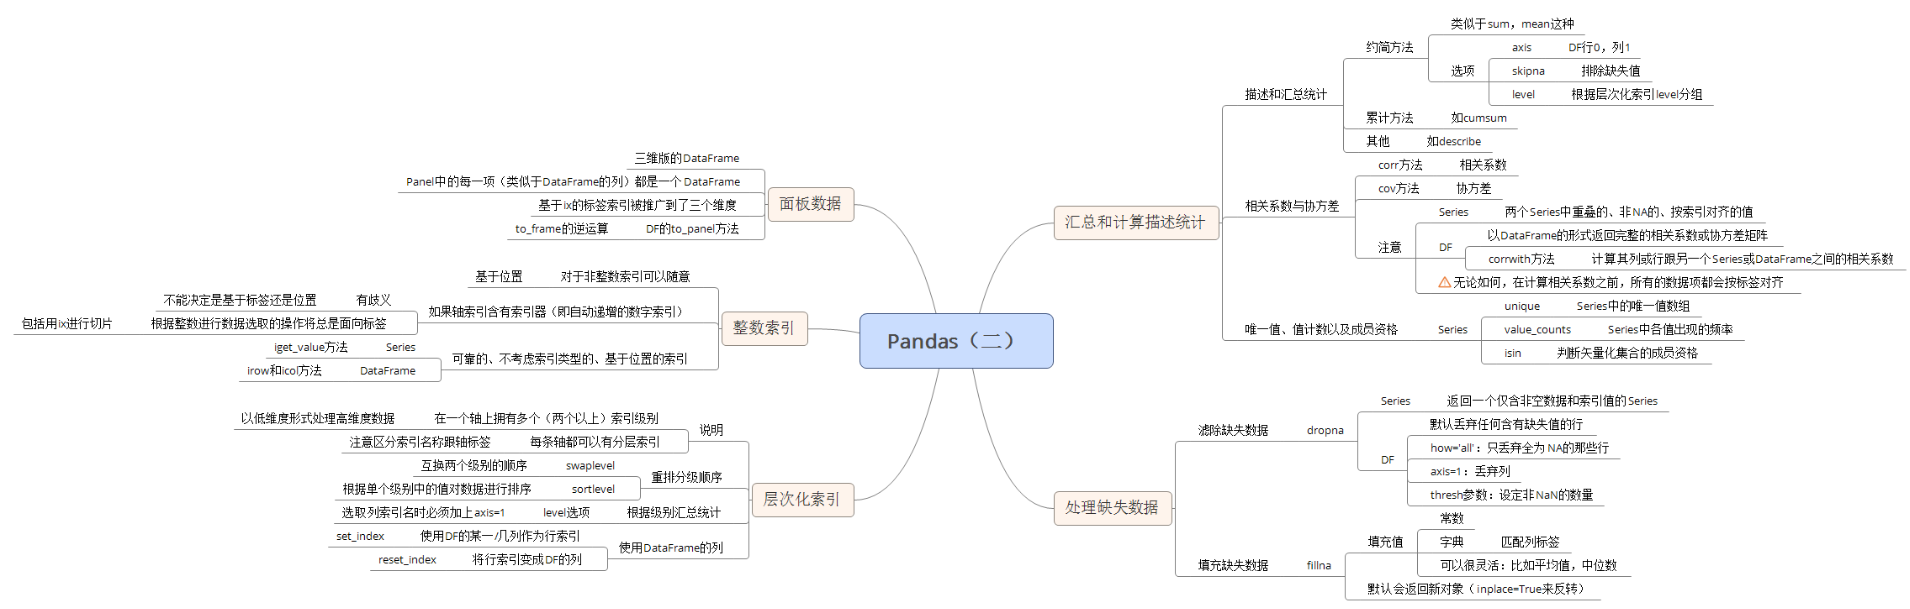 Pandas（二）
汇总和计算描述统计
描述和汇总统计
约简方法
类似于sum，mean这种
选项
axis
DF行0，列1
skipna
排除缺失值
level
根据层次化索引level分组
累计方法
如cumsum
其他
如describe
相关系数与协方差
corr方法
相关系数
cov方法
协方差
注意
Series
两个Series中重叠的、非NA的、按索引对齐的值
DF
以DataFrame的形式返回完整的相关系数或协方差矩阵
corrwith方法
计算其列或行跟另一个Series或DataFrame之间的相关系数
无论如何，在计算相关系数之前，所有的数据项都会按标签对齐
唯一值、值计数以及成员资格
Series
unique
Series中的唯一值数组
value_counts
Series中各值出现的频率
isin
判断矢量化集合的成员资格
处理缺失数据
滤除缺失数据
dropna
Series
返回一个仅含非空数据和索引值的Series
DF
默认丢弃任何含有缺失值的行
how='all'：只丢弃全为 NA的那些行
axis=1：丢弃列
thresh参数：设定非NaN的数量
填充缺失数据
fillna
填充值
常数
字典
匹配列标签
可以很灵活：比如平均值，中位数
默认会返回新对象（inplace=True来反转）
面板数据
三维版的DataFrame
Panel中的每一项（类似于DataFrame的列）都是一个 DataFrame
基于ix的标签索引被推广到了三个维度
DF的to_panel方法
to_frame的逆运算
整数索引
对于非整数索引可以随意
基于位置
如果轴索引含有索引器（即自动递增的数字索引）
有歧义
不能决定是基于标签还是位置
根据整数进行数据选取的操作将总是面向标签
包括用ix进行切片
可靠的、不考虑索引类型的、基于位置的索引
Series
iget_value方法
DataFrame
irow和icol方法
层次化索引
说明
在一个轴上拥有多个（两个以上）索引级别
以低维度形式处理高维度数据
每条轴都可以有分层索引
注意区分索引名称跟轴标签
重排分级顺序
swaplevel
互换两个级别的顺序
sortlevel
根据单个级别中的值对数据进行排序
根据级别汇总统计
level选项
选取列索引名时必须加上axis=1
使用DataFrame的列
使用DF的某一/几列作为行索引
set_index
将行索引变成DF的列
reset_index